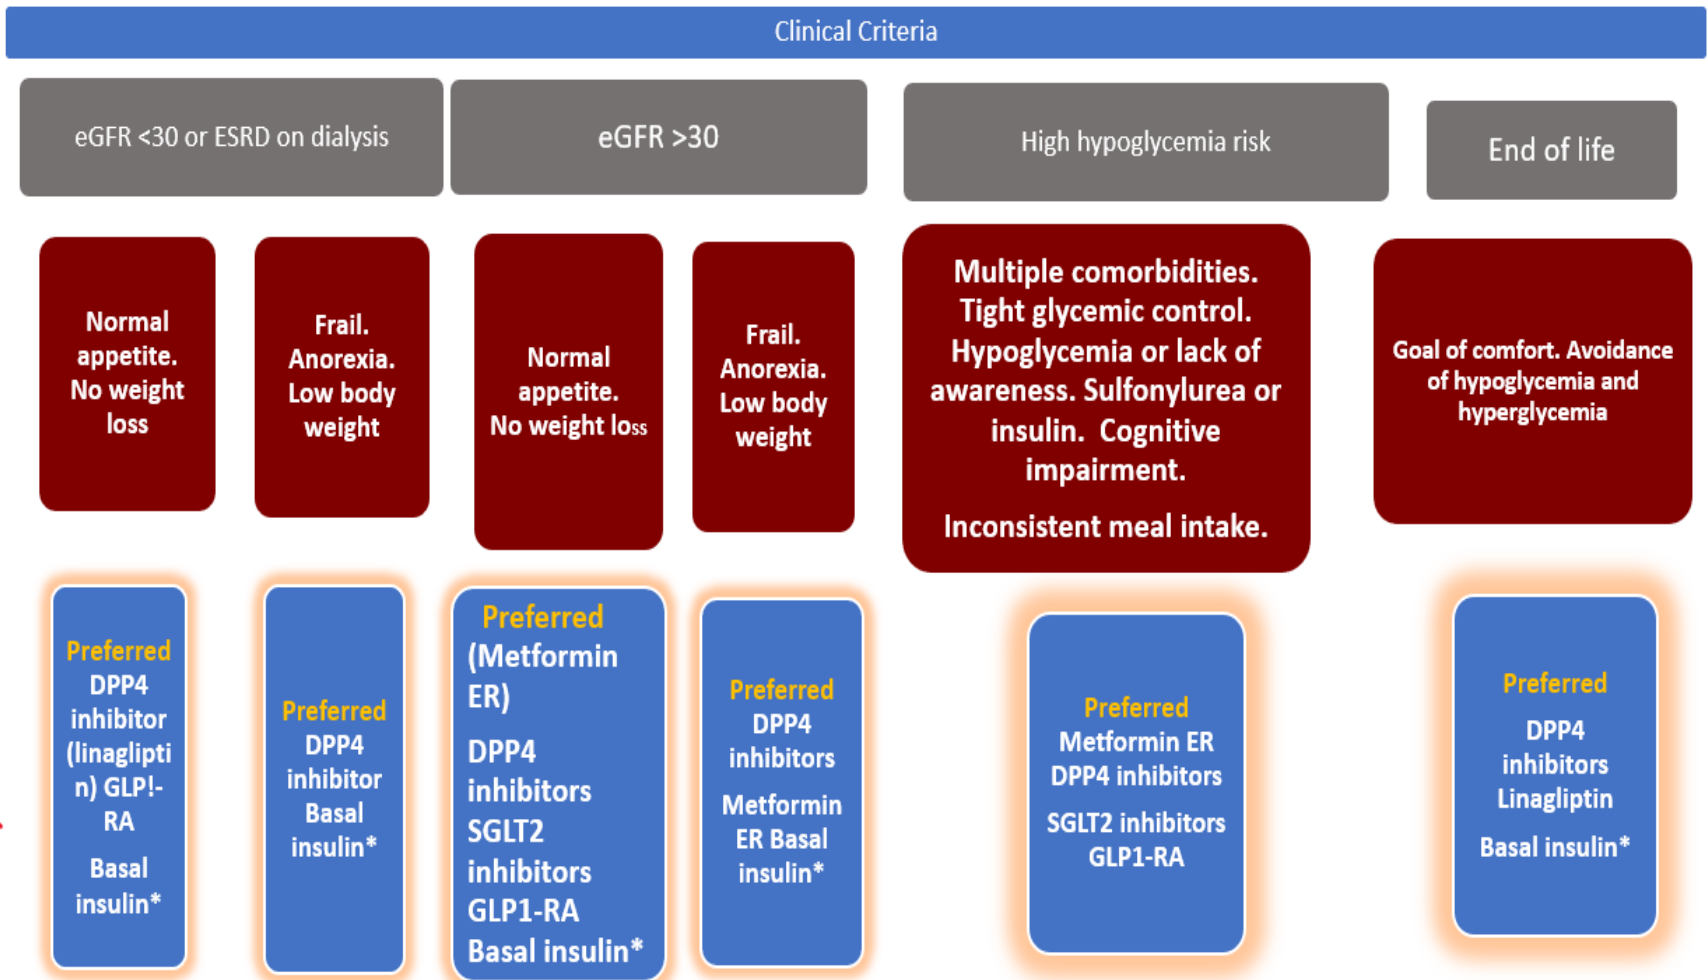 Clinical Criteria
eGFR <30 or ESRD on dialysis
eGFR >30
High hypoglycemia risk
End of life
Normal
appetite.
No weight
loss
Frail.
Anorexia.
Low body
weight
Normal
appetite.
No weight loss
Frail.
Anorexia.
Low body
weight
Multiple comorbidities.
Tight glycemic control.
Hypoglycemia or lack of
awareness. Sulfonylurea or
insulin. Cognitive
impairment.
Inconsistent meal intake.
Goal of comfort. Avoidance
of hypoglycemia and
hyperglycemia
Preferred
DPP4
inhibitor
(linaglipti
n) GLP!-
RA
Basal
insulin*
Preferred
DPP4
inhibitor
Basal
insulin*
Preferred
(Metformin
ER)
DPP4
inhibitors
SGLT2
inhibitors
GLP1-RA
Basal insulin*
Preferred
DPP4
inhibitors
Metformin
ER Basal
insulin*
Preferred
Metformin ER
DPP4 inhibitors
SGLT2 inhibitors
GLP1-RA
Preferred
DPP4
inhibitors
Linagliptin
Basal insulin*